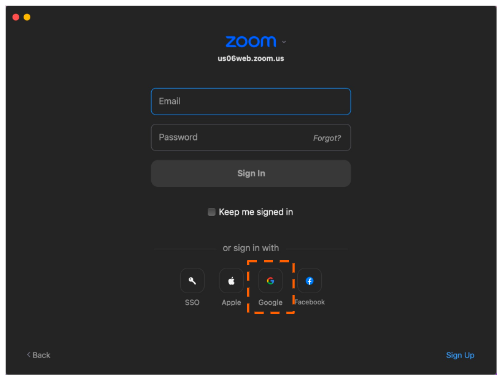 zoom
us06web.zoom.us
Email
Password Forgot?
Sign In
Keep me signed in
or sign in with
SSO Apple Google Facebook
< Back Sign Up